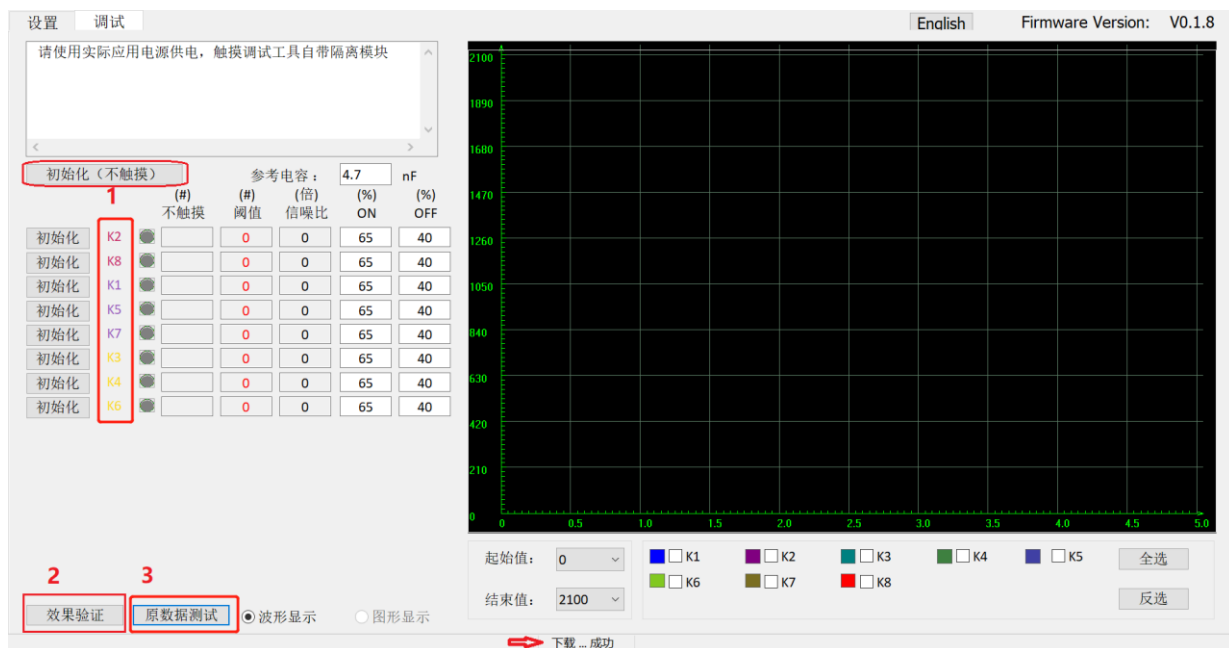 设置 调试 English Firmware Version: V0.1.8
请使用实际应用电源供电，触摸调试工具自带隔离模块
初始化（不触摸） 参考电容： 4.7 nF
1
(#) (#) (倍) (%) (%)
不触摸 阈值 信噪比 ON OFF
初始化 K2 0 0 65 40
初始化 K8 0 0 65 40
初始化 K1 0 0 65 40
初始化 K5 0 0 65 40
初始化 K7 0 0 65 40
初始化 K3 0 0 65 40
初始化 K4 0 0 65 40
初始化 K6 0 0 65 40
2 3
效果验证 原数据测试 波形显示 图形显示
2100
1890
1680
1470
1260
1050
840
630
420
210
0
0 0.5 1.0 1.5 2.0 2.5 3.0 3.5 4.0 4.5 5.0
起始值： 0 K1 K2 K3 K4 K5 全选
K6 K7 K8
结束值： 2100 反选
下载 ... 成功